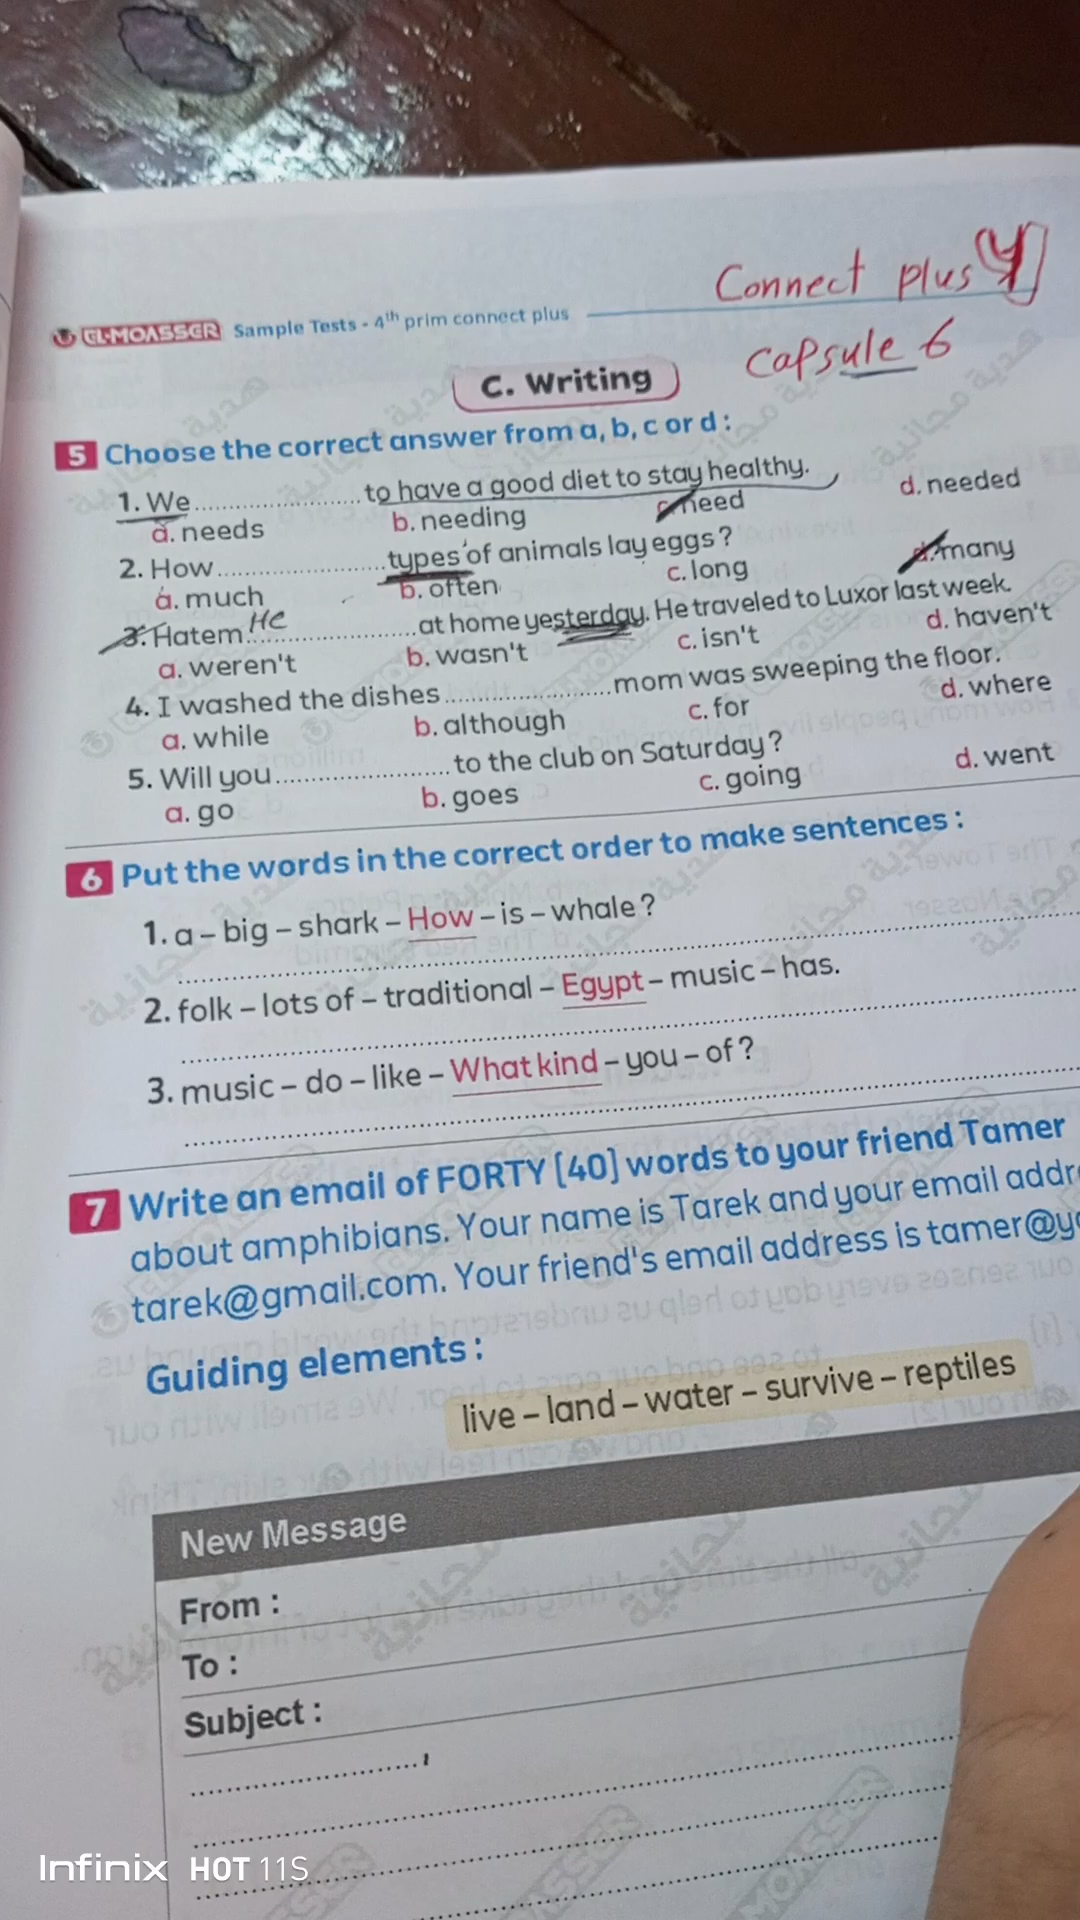 Connect plus 4
EL-MOASSER Sample Tests - 4th prim connect plus
Capsule 6
C. Writing
5 Choose the correct answer from a, b, c or d :
1. We .................... to have a good diet to stay healthy.
a. needs b. needing c. need d. needed
2. How .................... types of animals lay eggs?
a. much b. often c. long d. many
He
3. Hatem .................... at home yesterday. He traveled to Luxor last week.
a. weren't b. wasn't c. isn't d. haven't
4. I washed the dishes .................... mom was sweeping the floor.
a. while b. although c. for d. where
5. Will you .................... to the club on Saturday?
a. go b. goes c. going d. went
6 Put the words in the correct order to make sentences :
1. a – big – shark – How – is – whale?
2. folk – lots of – traditional – Egypt – music – has.
3. music – do – like – What kind – you – of?
7 Write an email of FORTY [40] words to your friend Tamer
about amphibians. Your name is Tarek and your email addr
tarek@gmail.com. Your friend's email address is tamer@y
Guiding elements :
live – land – water – survive – reptiles
New Message
From :
To :
Subject :
....................,
Infinix HOT 11S